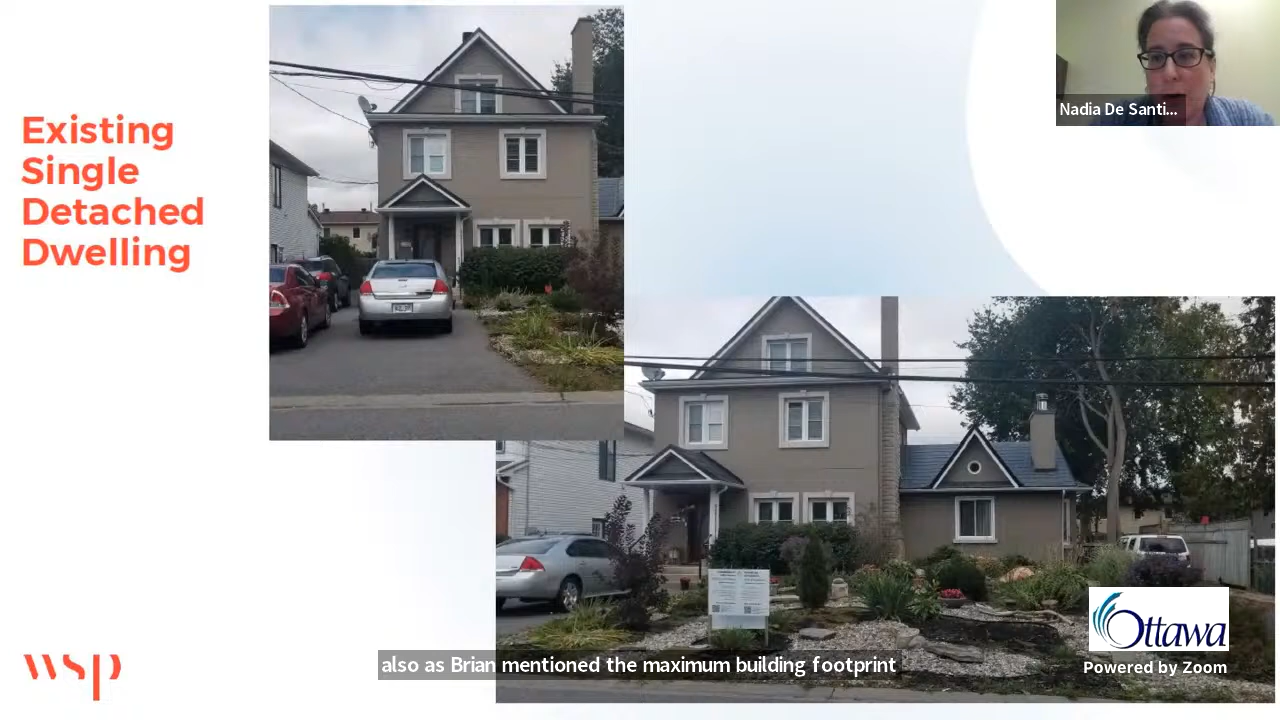 Existing
Single
Detached
Dwelling
Nadia De Santi...
also as Brian mentioned the maximum building footprint
Ottawa
Powered by Zoom
wsp